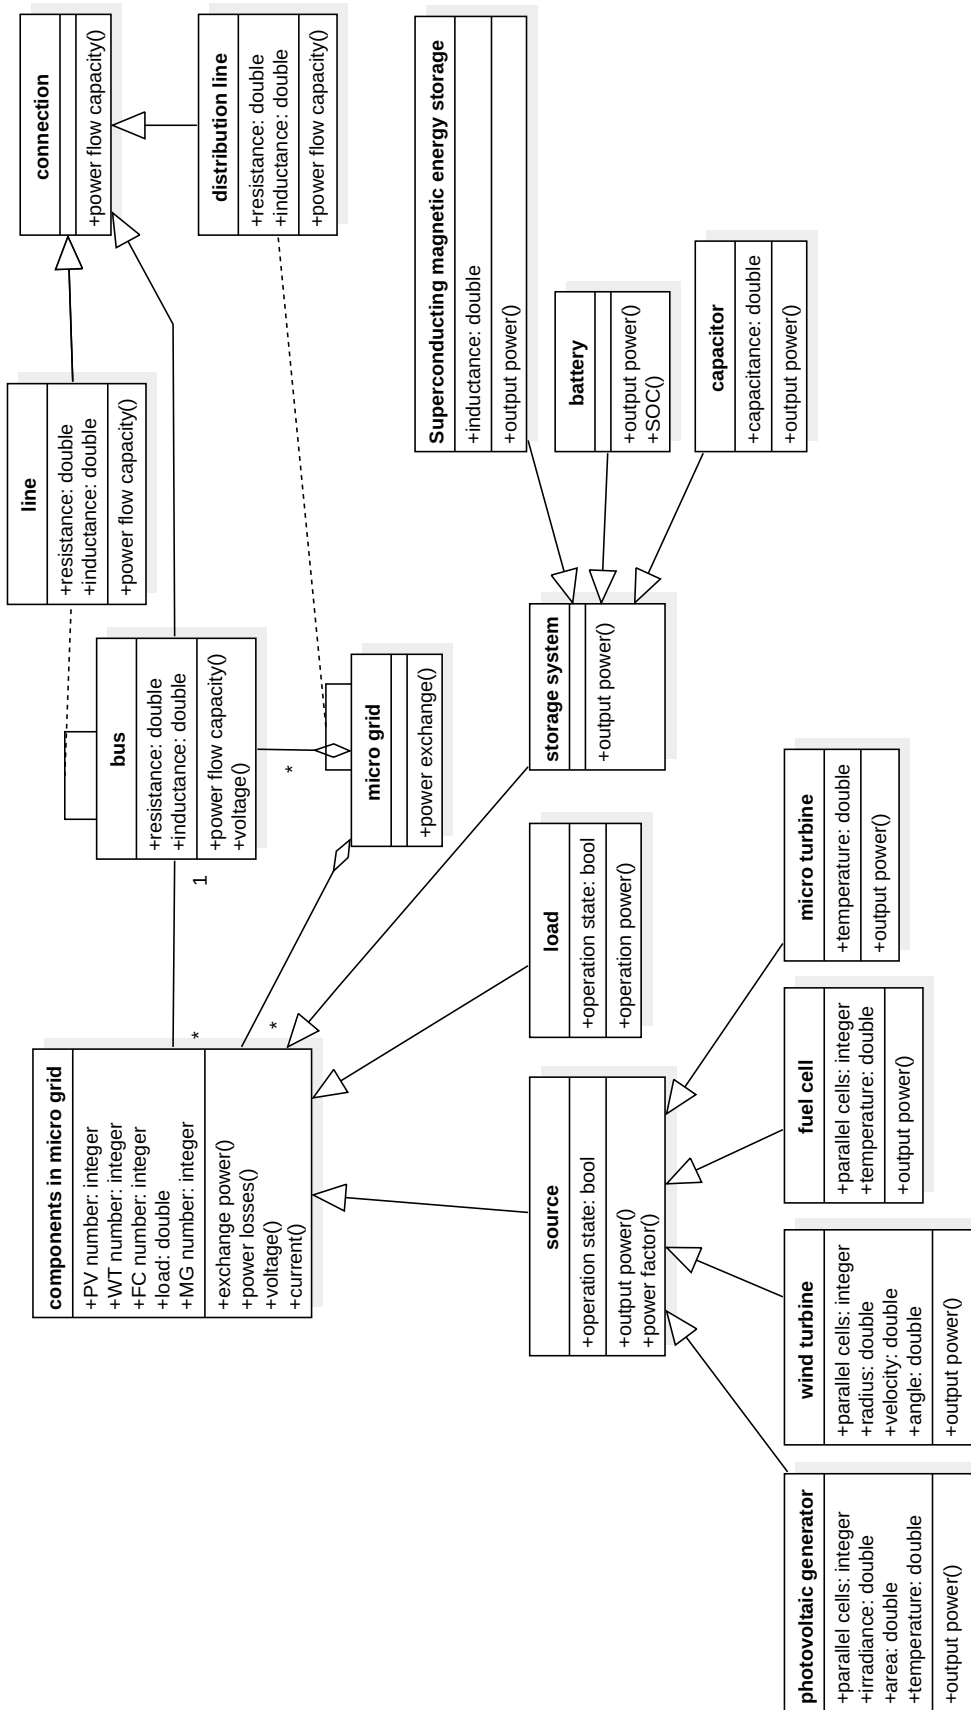 components in micro grid
+PV number: integer
+WT number: integer
+FC number: integer
+load: double
+MG number: integer
+exchange power()
+power losses()
+voltage()
+current()
*
*
1
bus
+resistance: double
+inductance: double
+power flow capacity()
+voltage()
*
line
+resistance: double
+inductance: double
+power flow capacity()
connection
+power flow capacity()
distribution line
+resistance: double
+inductance: double
+power flow capacity()
micro grid
+power exchange()
source
+operation state: bool
+output power()
+power factor()
load
+operation state: bool
+operation power()
storage system
+output power()
Superconducting magnetic energy storage
+inductance: double
+output power()
battery
+output power()
+SOC()
capacitor
+capacitance: double
+output power()
photovoltaic generator
+parallel cells: integer
+irradiance: double
+area: double
+temperature: double
+output power()
wind turbine
+parallel cells: integer
+radius: double
+velocity: double
+angle: double
+output power()
fuel cell
+parallel cells: integer
+temperature: double
+output power()
micro turbine
+temperature: double
+output power()